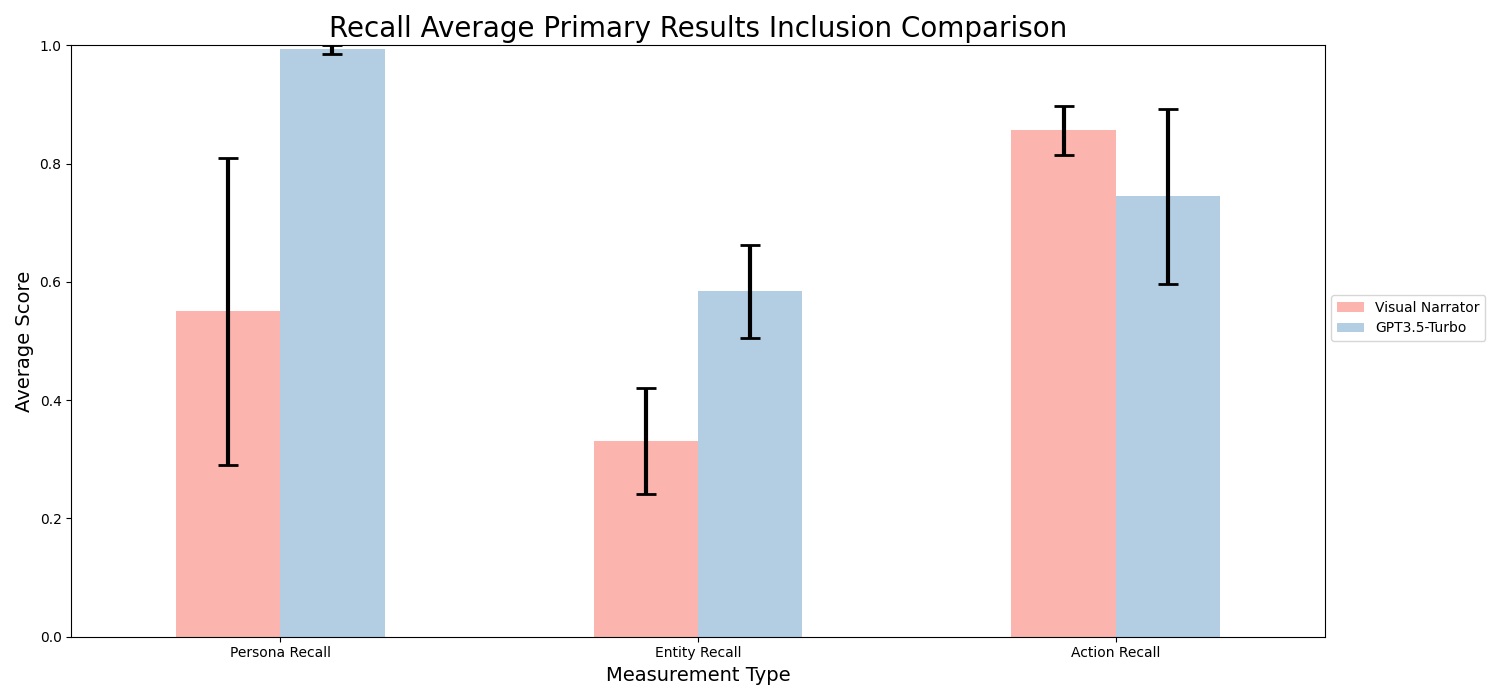 Recall Average Primary Results Inclusion Comparison
1.0
0.8
0.6
0.4
0.2
0.0
Average Score
Persona Recall
Entity Recall
Action Recall
Measurement Type
Visual Narrator
GPT3.5-Turbo